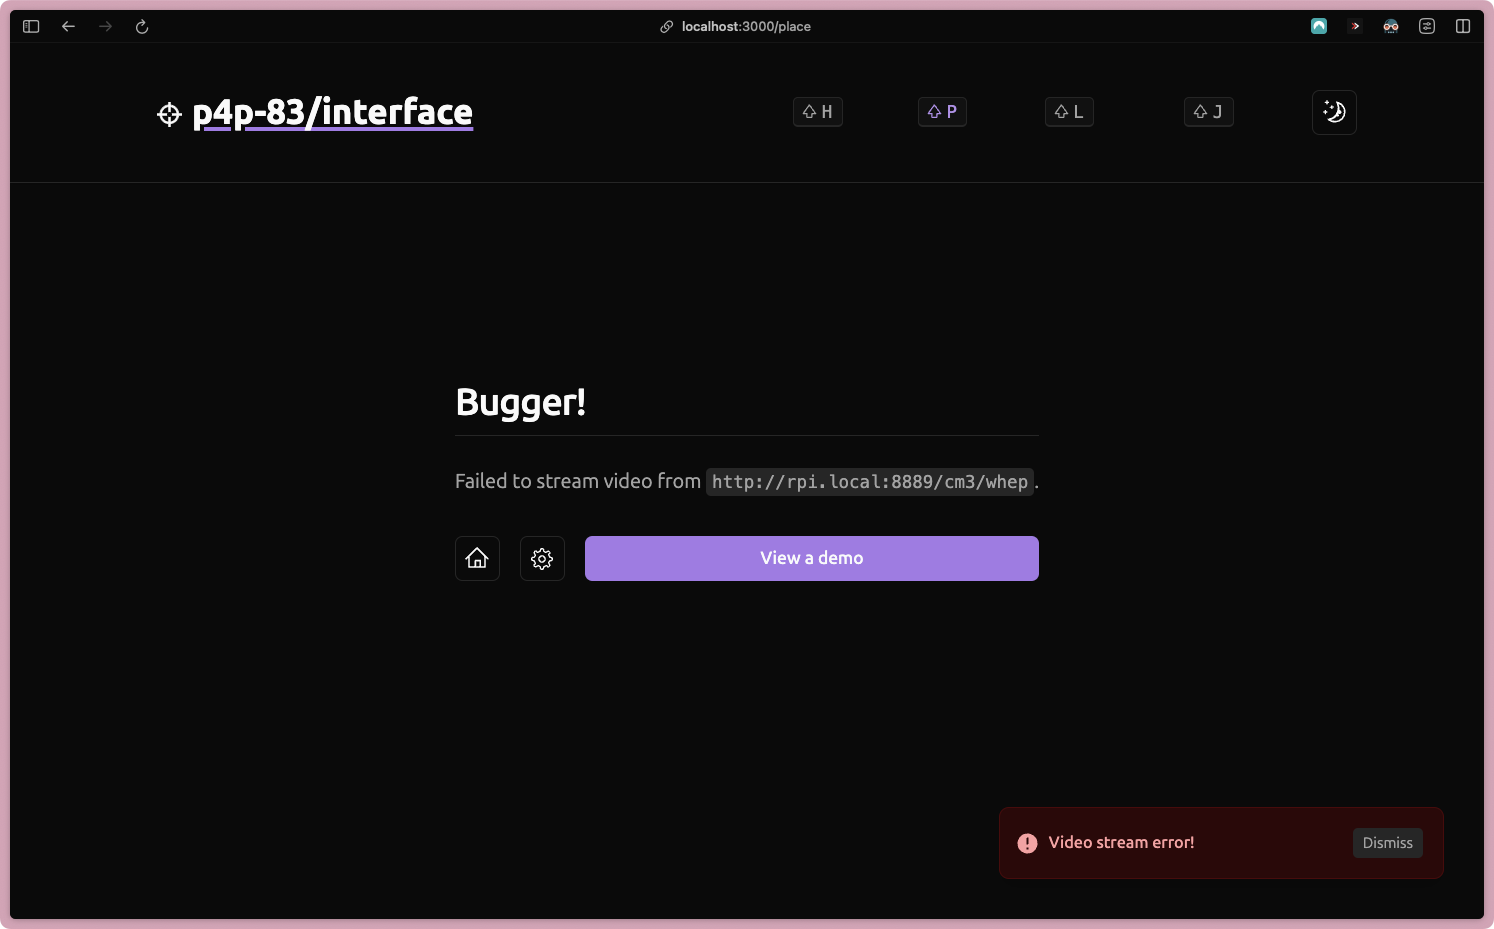 localhost:3000/place
p4p-83/interface
⇧ H
⇧ P
⇧ L
⇧ J
Bugger!
Failed to stream video from http://rpi.local:8889/cm3/whep.
View a demo
Video stream error!
Dismiss